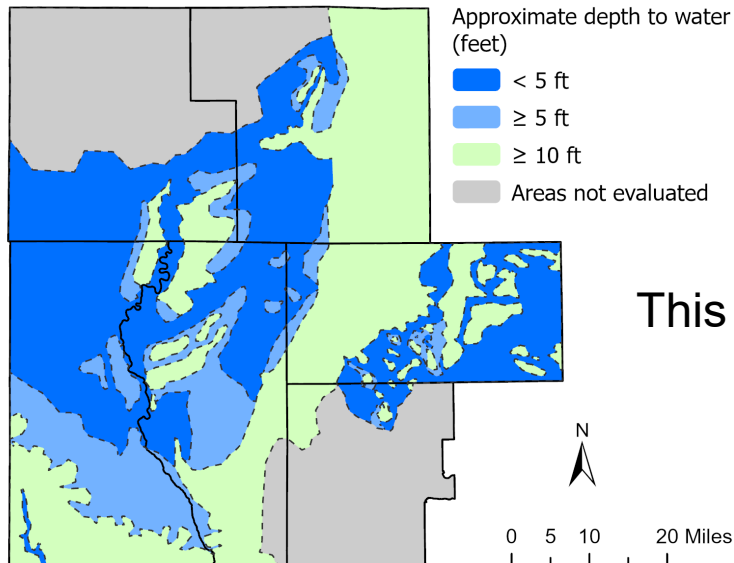 Approximate depth to water
(feet)
< 5 ft
≥ 5 ft
≥ 10 ft
Areas not evaluated
This
N
0 5 10 20 Miles